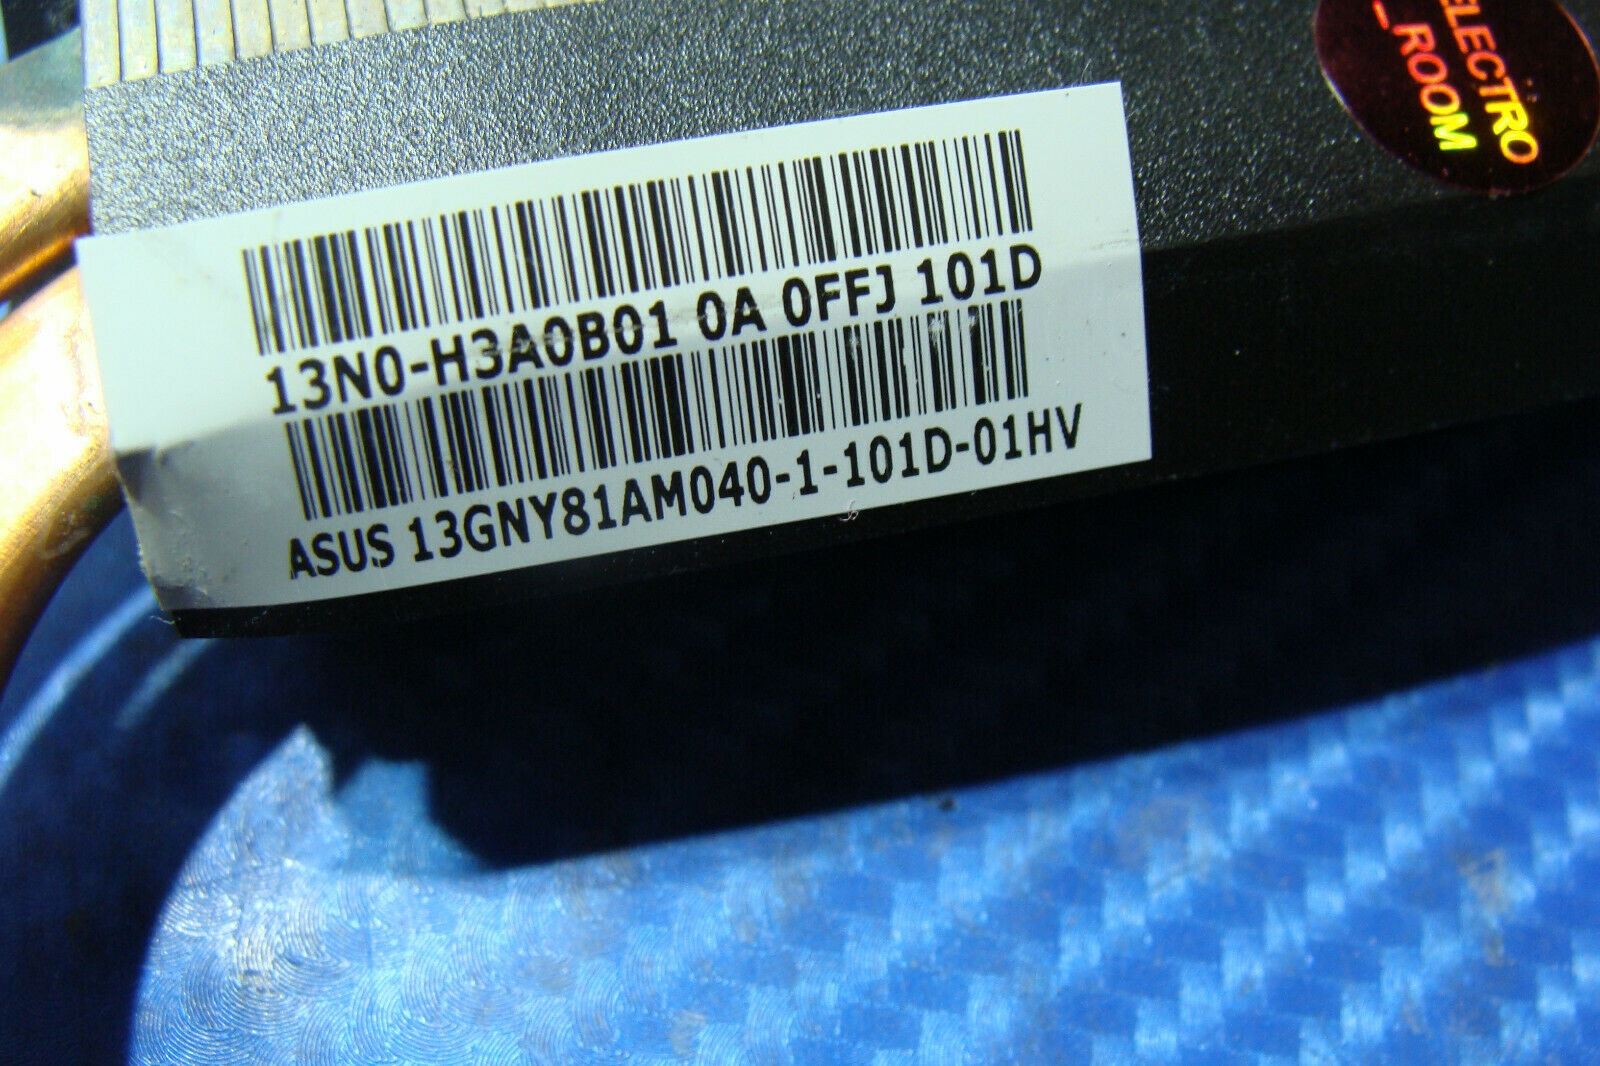 ELECTRO
_ROOM
13N0-H3A0B01 0A 0FFJ 101D
ASUS 13GNY81AM040-1-101D-01HV